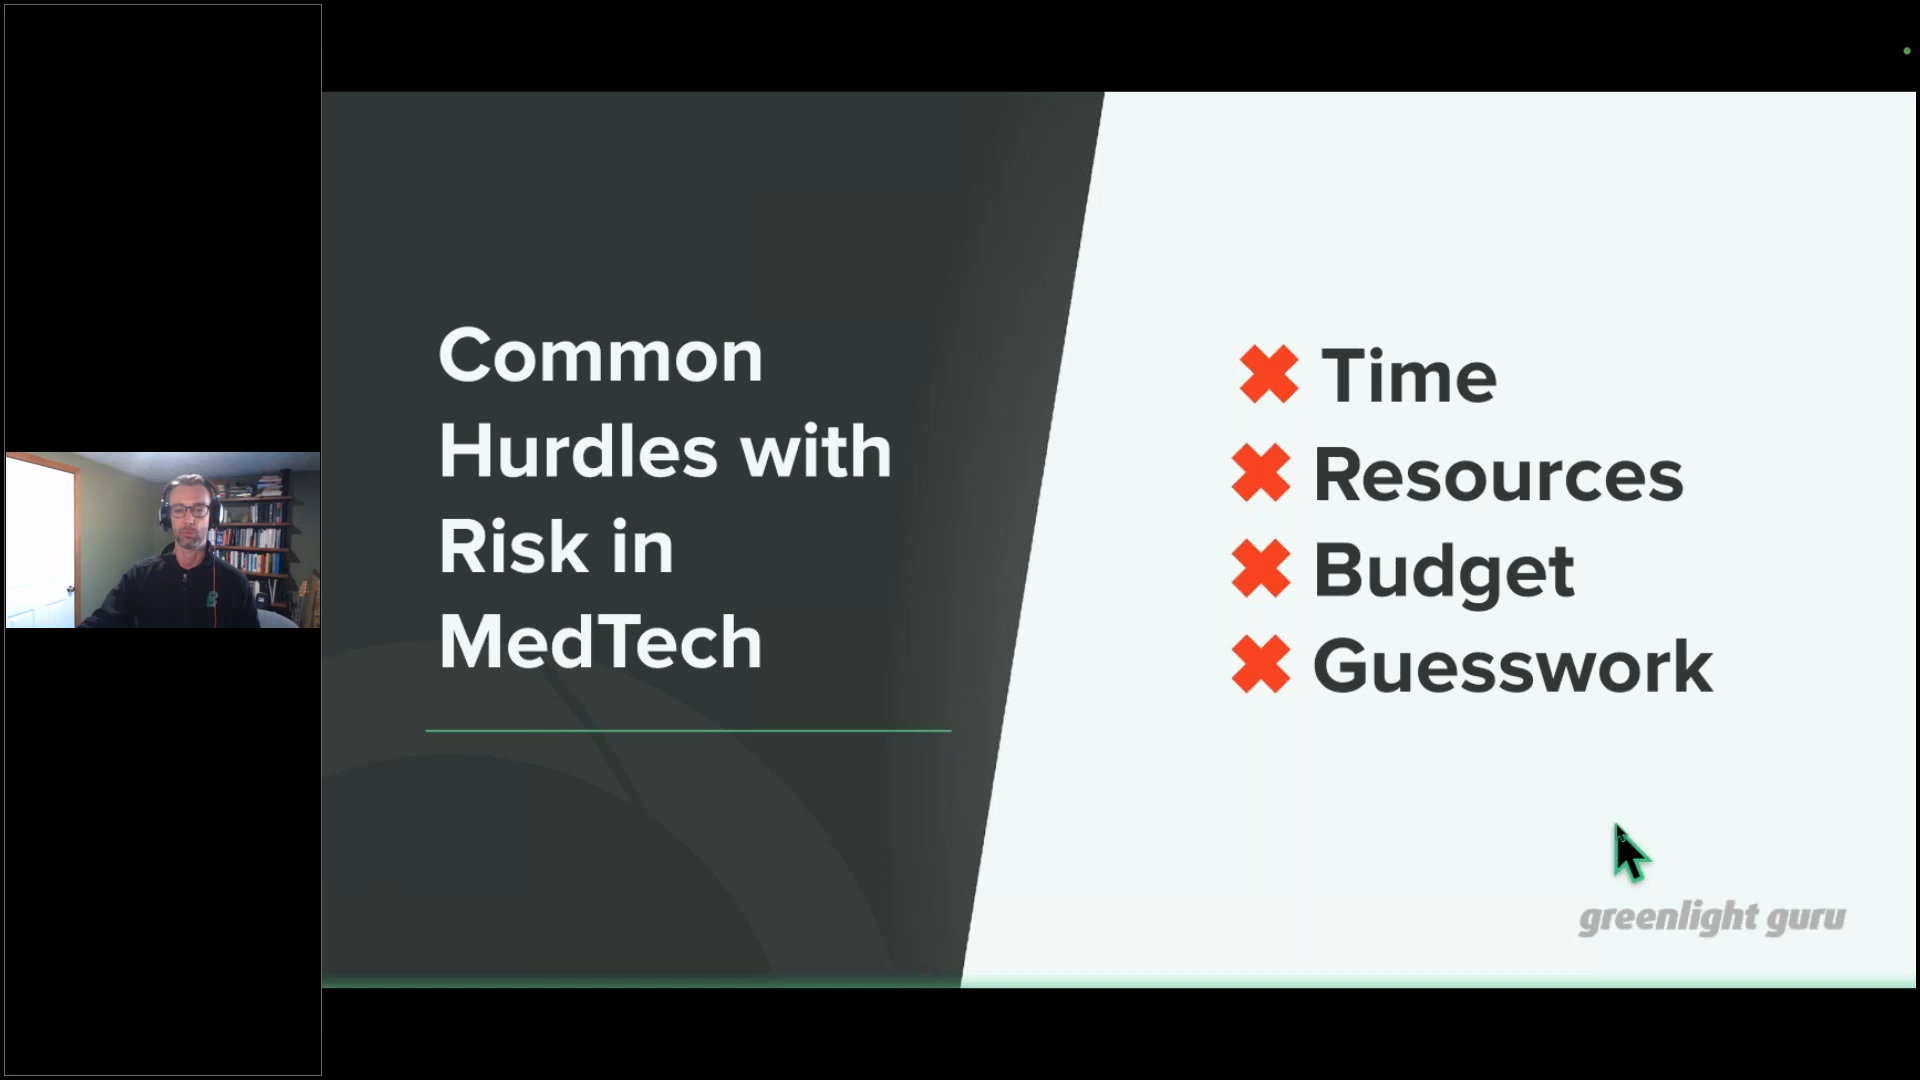 Common
Hurdles with
Risk in
MedTech
✖ Time
✖ Resources
✖ Budget
✖ Guesswork
greenlight guru